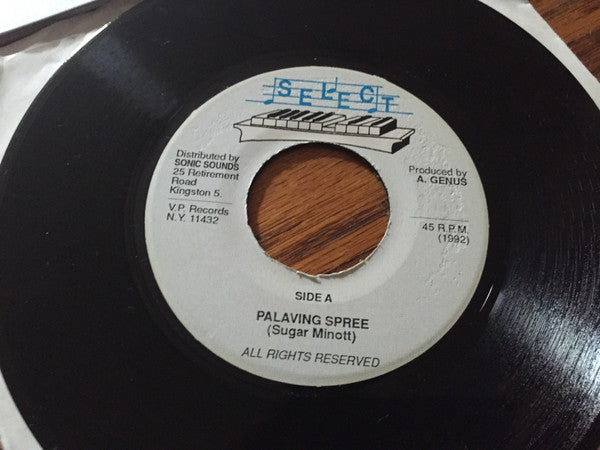 SELECT
Distributed by
SONIC SOUNDS
25 Retirement
Road
Kingston 5.
V.P. Records
N.Y. 11432
Produced by
A. GENUS
45 R.P.M.
(1992)
SIDE A
PALAVING SPREE
(Sugar Minott)
ALL RIGHTS RESERVED